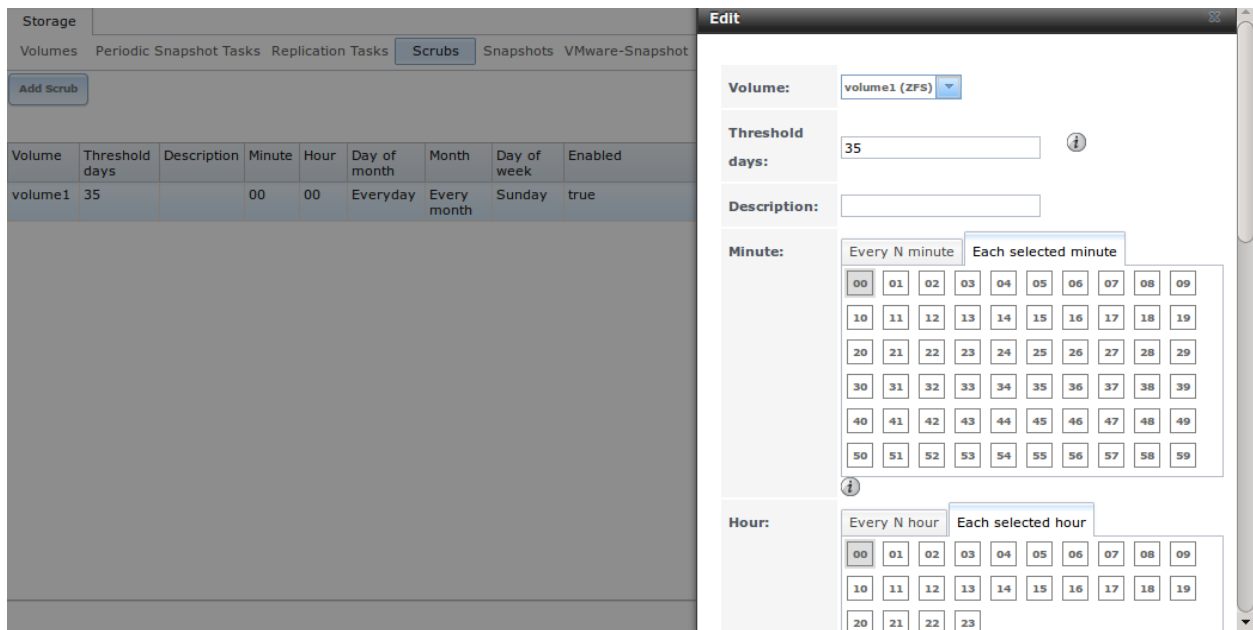 Storage
Volumes Periodic Snapshot Tasks Replication Tasks Scrubs Snapshots VMware-Snapshot
Add Scrub
Volume Threshold days Description Minute Hour Day of month Month Day of week Enabled
volume1 35 00 00 Everyday Every month Sunday true
Edit
Volume: volume1 (ZFS)
Threshold days: 35
Description:
Minute: Every N minute Each selected minute
00 01 02 03 04 05 06 07 08 09
10 11 12 13 14 15 16 17 18 19
20 21 22 23 24 25 26 27 28 29
30 31 32 33 34 35 36 37 38 39
40 41 42 43 44 45 46 47 48 49
50 51 52 53 54 55 56 57 58 59
i
Hour: Every N hour Each selected hour
00 01 02 03 04 05 06 07 08 09
10 11 12 13 14 15 16 17 18 19
20 21 22 23